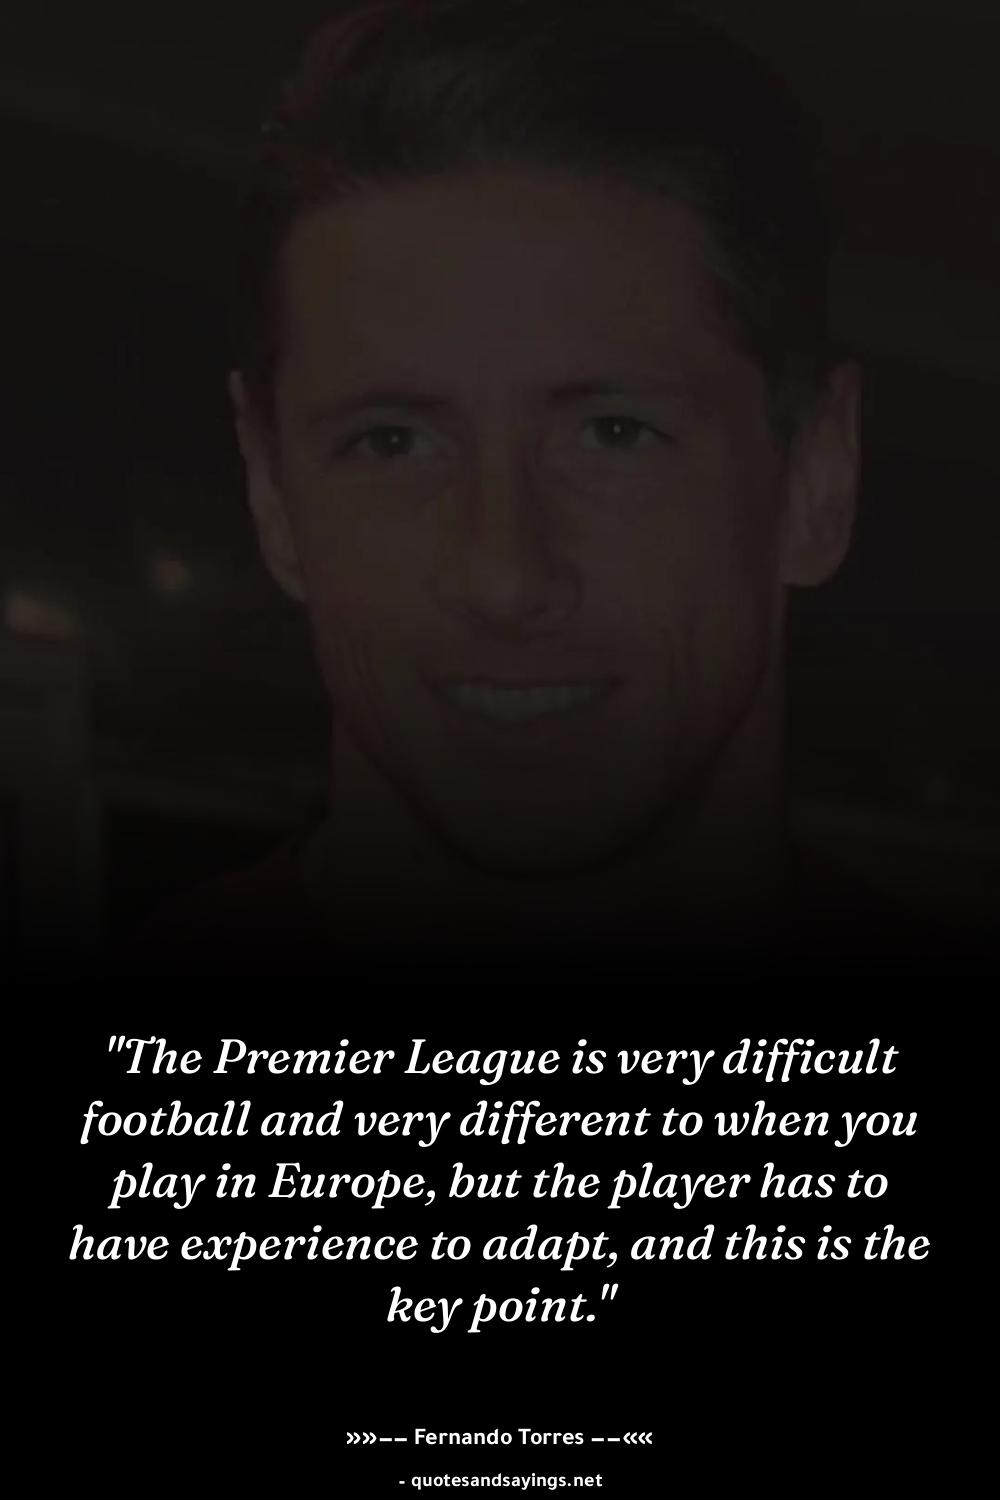 "The Premier League is very difficult
football and very different to when you
play in Europe, but the player has to
have experience to adapt, and this is the
key point."
»»−− Fernando Torres −−««
- quotesandsayings.net